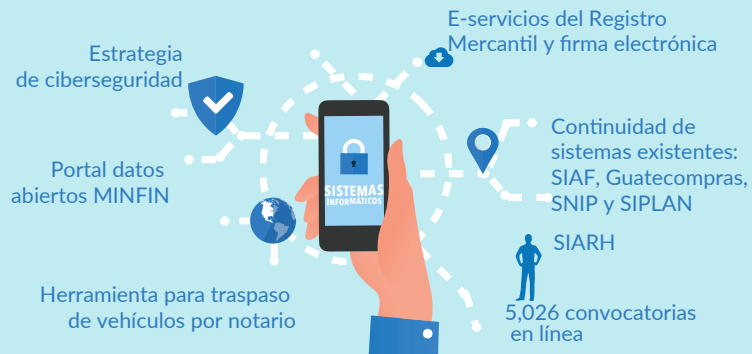 E-servicios del Registro
Mercantil y firma electrónica
Estrategia
de ciberseguridad
Continuidad de
sistemas existentes:
SIAF, Guatecompras,
SNIP y SIPLAN
Portal datos
abiertos MINFIN
SISTEMAS
INFORMÁTICOS
SIARH
Herramienta para traspaso
de vehículos por notario
5,026 convocatorias
en línea